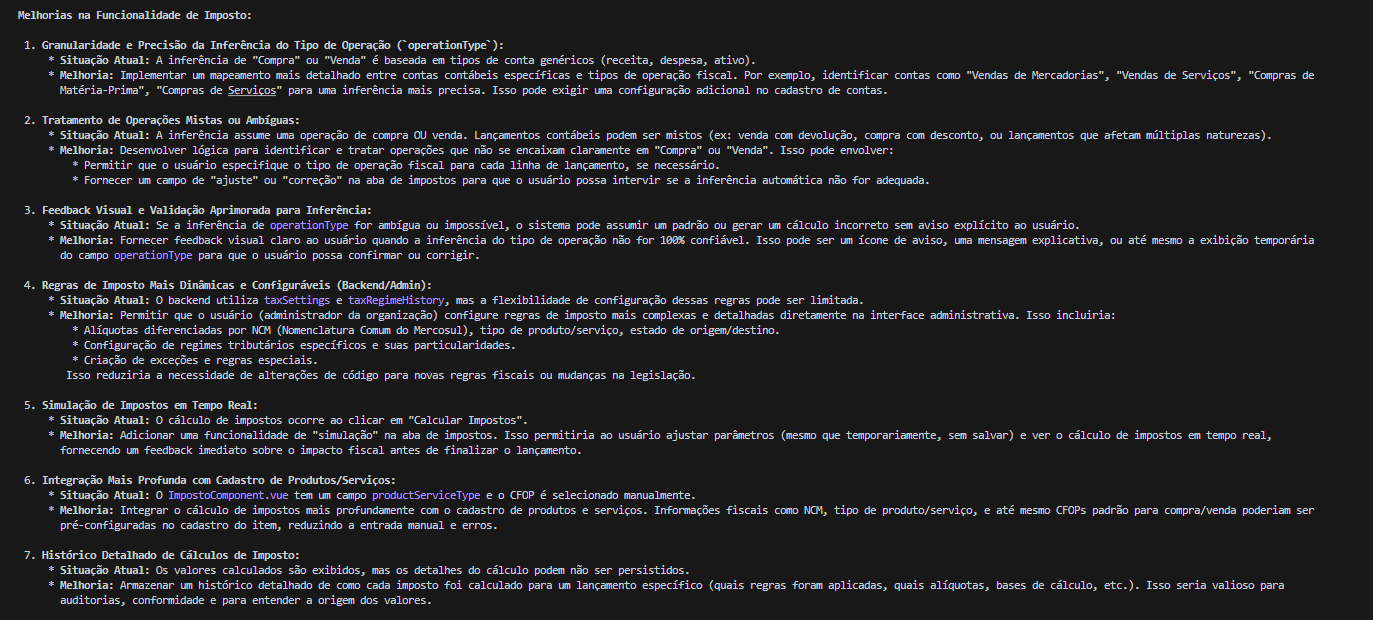 Melhorias na Funcionalidade de Imposto:
1. Granularidade e Precisão da Inferência do Tipo de Operação (`operationType`):
* Situação Atual: A inferência de "Compra" ou "Venda" é baseada em tipos de conta genéricos (receita, despesa, ativo).
* Melhoria: Implementar um mapeamento mais detalhado entre contas contábeis específicas e tipos de operação fiscal. Por exemplo, identificar contas como "Vendas de Mercadorias", "Vendas de Serviços", "Compras de
Matéria-Prima", "Compras de Serviços" para uma inferência mais precisa. Isso pode exigir uma configuração adicional no cadastro de contas.
2. Tratamento de Operações Mistas ou Ambíguas:
* Situação Atual: A inferência assume uma operação de compra OU venda. Lançamentos contábeis podem ser mistos (ex: venda com devolução, compra com desconto, ou lançamentos que afetam múltiplas naturezas).
* Melhoria: Desenvolver lógica para identificar e tratar operações que não se encaixam claramente em "Compra" ou "Venda". Isso pode envolver:
* Permitir que o usuário especifique o tipo de operação fiscal para cada linha de lançamento, se necessário.
* Fornecer um campo de "ajuste" ou "correção" na aba de impostos para que o usuário possa intervir se a inferência automática não for adequada.
3. Feedback Visual e Validação Aprimorada para Inferência:
* Situação Atual: Se a inferência de operationType for ambígua ou impossível, o sistema pode assumir um padrão ou gerar um cálculo incorreto sem aviso explícito ao usuário.
* Melhoria: Fornecer feedback visual claro ao usuário quando a inferência do tipo de operação não for 100% confiável. Isso pode ser um ícone de aviso, uma mensagem explicativa, ou até mesmo a exibição temporária
do campo operationType para que o usuário possa confirmar ou corrigir.
4. Regras de Imposto Mais Dinâmicas e Configuráveis (Backend/Admin):
* Situação Atual: O backend utiliza taxSettings e taxRegimeHistory, mas a flexibilidade de configuração dessas regras pode ser limitada.
* Melhoria: Permitir que o usuário (administrador da organização) configure regras de imposto mais complexas e detalhadas diretamente na interface administrativa. Isso incluiria:
* Alíquotas diferenciadas por NCM (Nomenclatura Comum do Mercosul), tipo de produto/serviço, estado de origem/destino.
* Configuração de regimes tributários específicos e suas particularidades.
* Criação de exceções e regras especiais.
Isso reduziria a necessidade de alterações de código para novas regras fiscais ou mudanças na legislação.
5. Simulação de Impostos em Tempo Real:
* Situação Atual: O cálculo de impostos ocorre ao clicar em "Calcular Impostos".
* Melhoria: Adicionar uma funcionalidade de "simulação" na aba de impostos. Isso permitiria ao usuário ajustar parâmetros (mesmo que temporariamente, sem salvar) e ver o cálculo de impostos em tempo real,
fornecendo um feedback imediato sobre o impacto fiscal antes de finalizar o lançamento.
6. Integração Mais Profunda com Cadastro de Produtos/Serviços:
* Situação Atual: O ImpostoComponent.vue tem um campo productServiceType e o CFOP é selecionado manualmente.
* Melhoria: Integrar o cálculo de impostos mais profundamente com o cadastro de produtos e serviços. Informações fiscais como NCM, tipo de produto/serviço, e até mesmo CFOPs padrão para compra/venda poderiam ser
pré-configuradas no cadastro do item, reduzindo a entrada manual e erros.
7. Histórico Detalhado de Cálculos de Imposto:
* Situação Atual: Os valores calculados são exibidos, mas os detalhes do cálculo podem não ser persistidos.
* Melhoria: Armazenar um histórico detalhado de como cada imposto foi calculado para um lançamento específico (quais regras foram aplicadas, quais alíquotas, bases de cálculo, etc.). Isso seria valioso para
auditorias, conformidade e para entender a origem dos valores.